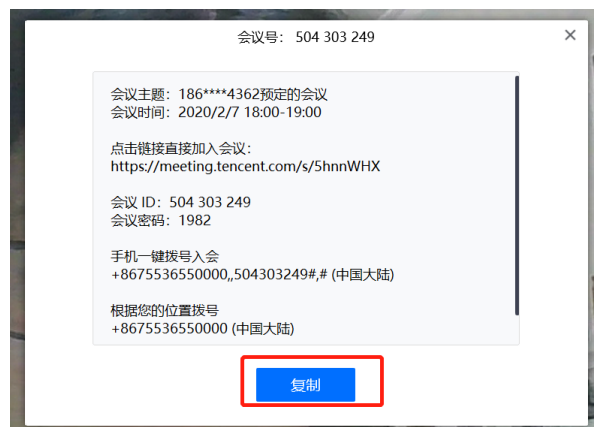 会议号： 504 303 249
会议主题：186****4362预定的会议
会议时间：2020/2/7 18:00-19:00
点击链接直接加入会议：
https://meeting.tencent.com/s/5hnnWHX
会议 ID：504 303 249
会议密码：1982
手机一键拨号入会
+8675536550000,,504303249#,# (中国大陆)
根据您的位置拨号
+8675536550000 (中国大陆)
复制